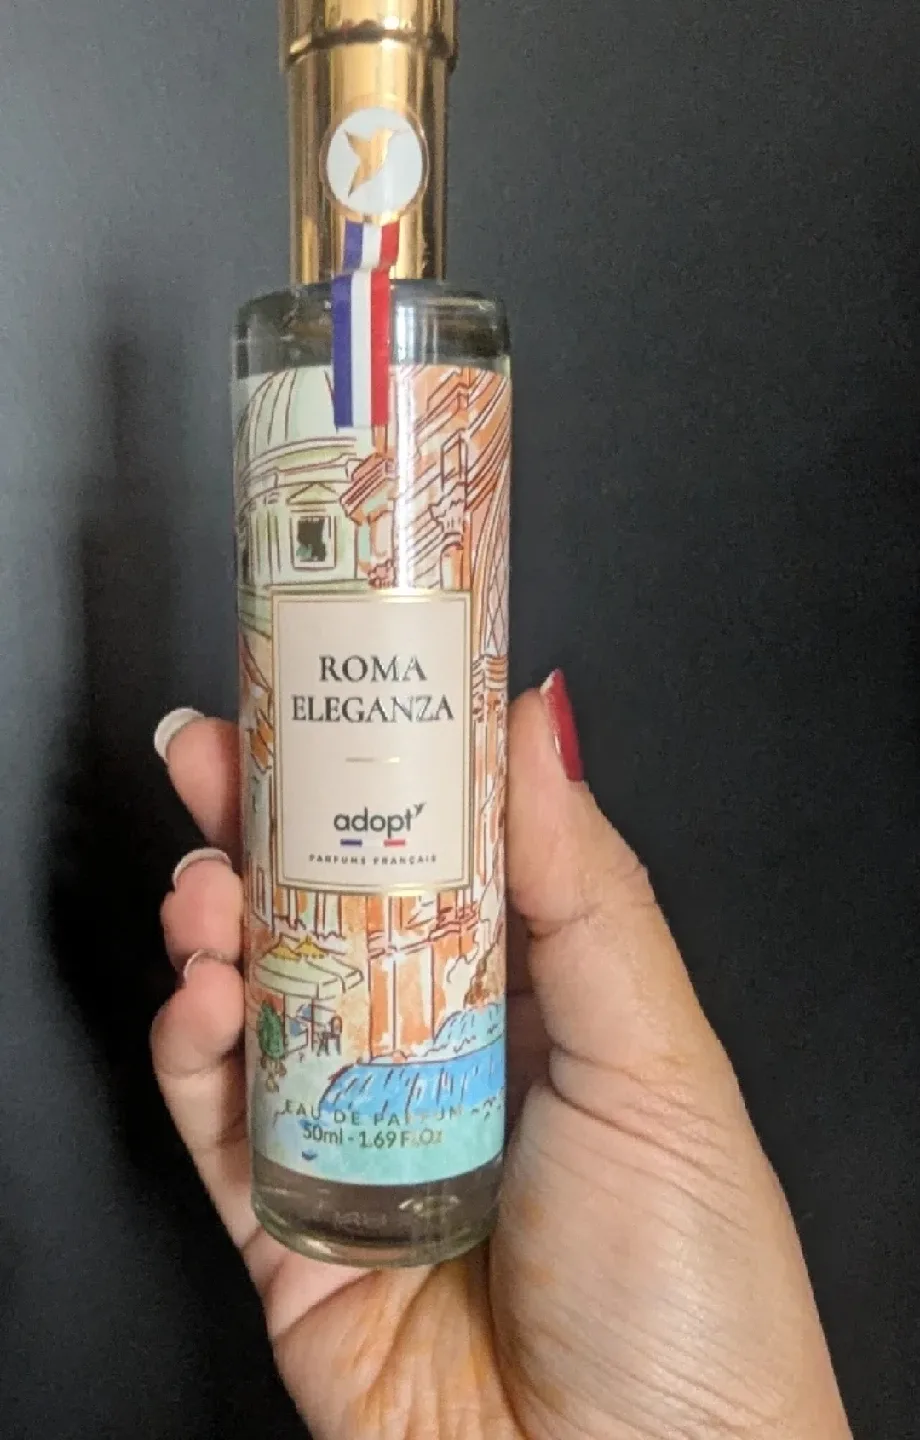 ROMA
ELEGANZA
adopt'
PARFUMS FRANÇAIS
EAU DE PARFUM
50ml - 1.69 Fl.Oz